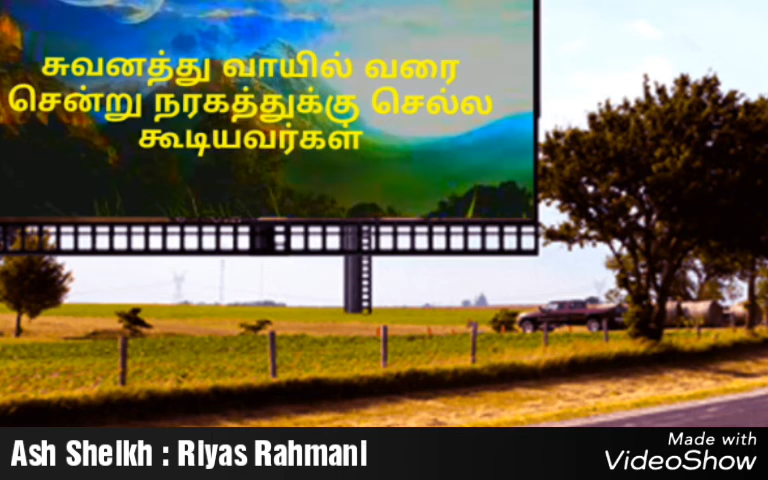 சுவனத்து வாயில் வரை
சென்று நரகத்துக்கு செல்ல
கூடியவர்கள்
Ash Sheikh : Riyas Rahmani
Made with
VideoShow